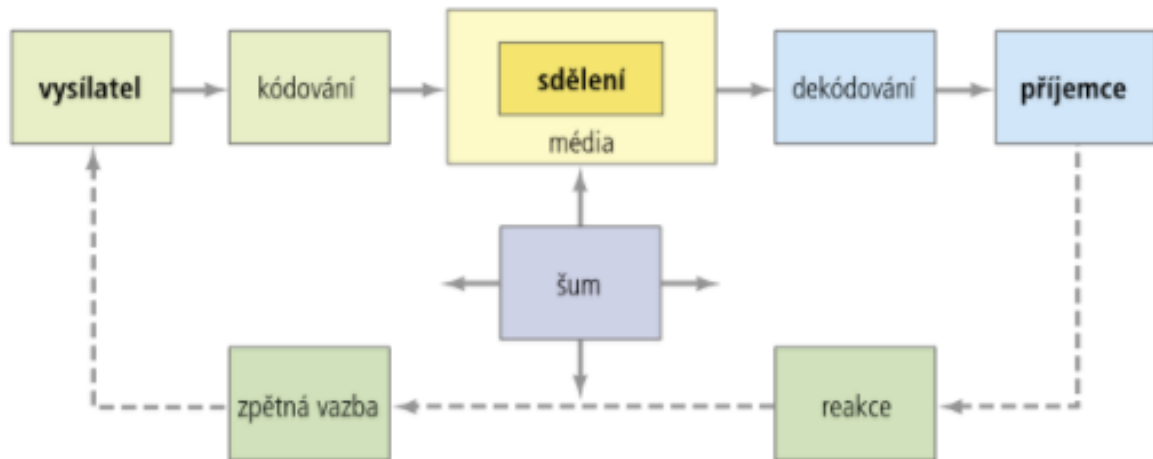 vysílatel
kódování
sdělení
média
dekódování
příjemce
šum
zpětná vazba
reakce